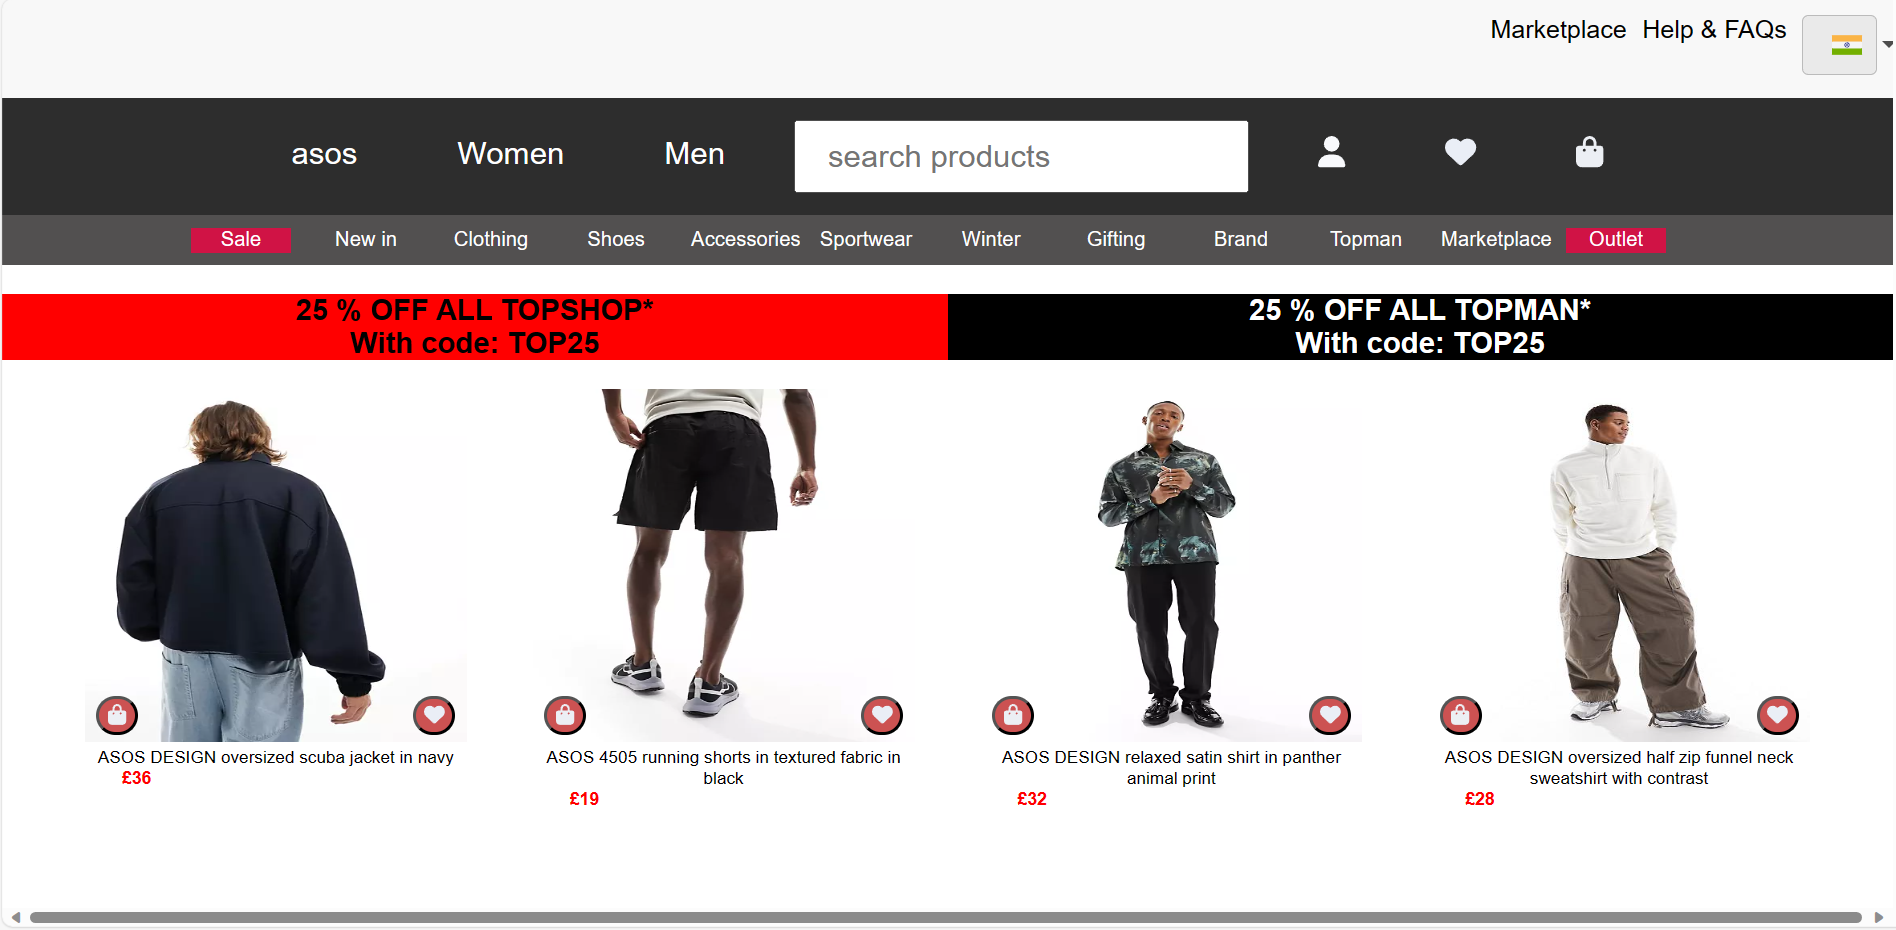 Marketplace Help & FAQs
asos Women Men search products
Sale New in Clothing Shoes Accessories Sportwear Winter Gifting Brand Topman Marketplace Outlet
25 % OFF ALL TOPSHOP*
With code: TOP25
25 % OFF ALL TOPMAN*
With code: TOP25
ASOS DESIGN oversized scuba jacket in navy
£36
ASOS 4505 running shorts in textured fabric in
black
£19
ASOS DESIGN relaxed satin shirt in panther
animal print
£32
ASOS DESIGN oversized half zip funnel neck
sweatshirt with contrast
£28